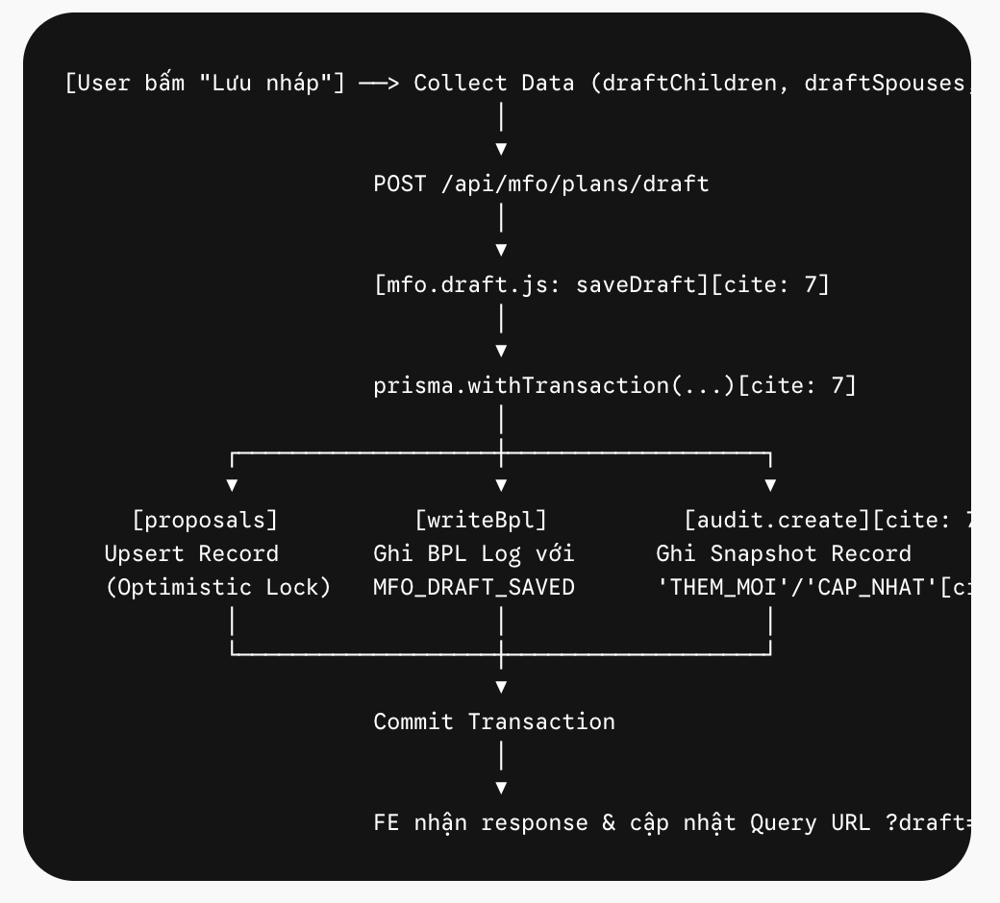 [User bấm "Lưu nháp"] ──> Collect Data (draftChildren, draftSpouses,
POST /api/mfo/plans/draft
[mfo.draft.js: saveDraft][cite: 7]
prisma.withTransaction(...)[cite: 7]
[proposals] [writeBpl] [audit.create][cite: 7
Upsert Record Ghi BPL Log với Ghi Snapshot Record
(Optimistic Lock) MFO_DRAFT_SAVED 'THEM_MOI'/'CAP_NHAT'[ci
Commit Transaction
FE nhận response & cập nhật Query URL ?draft=